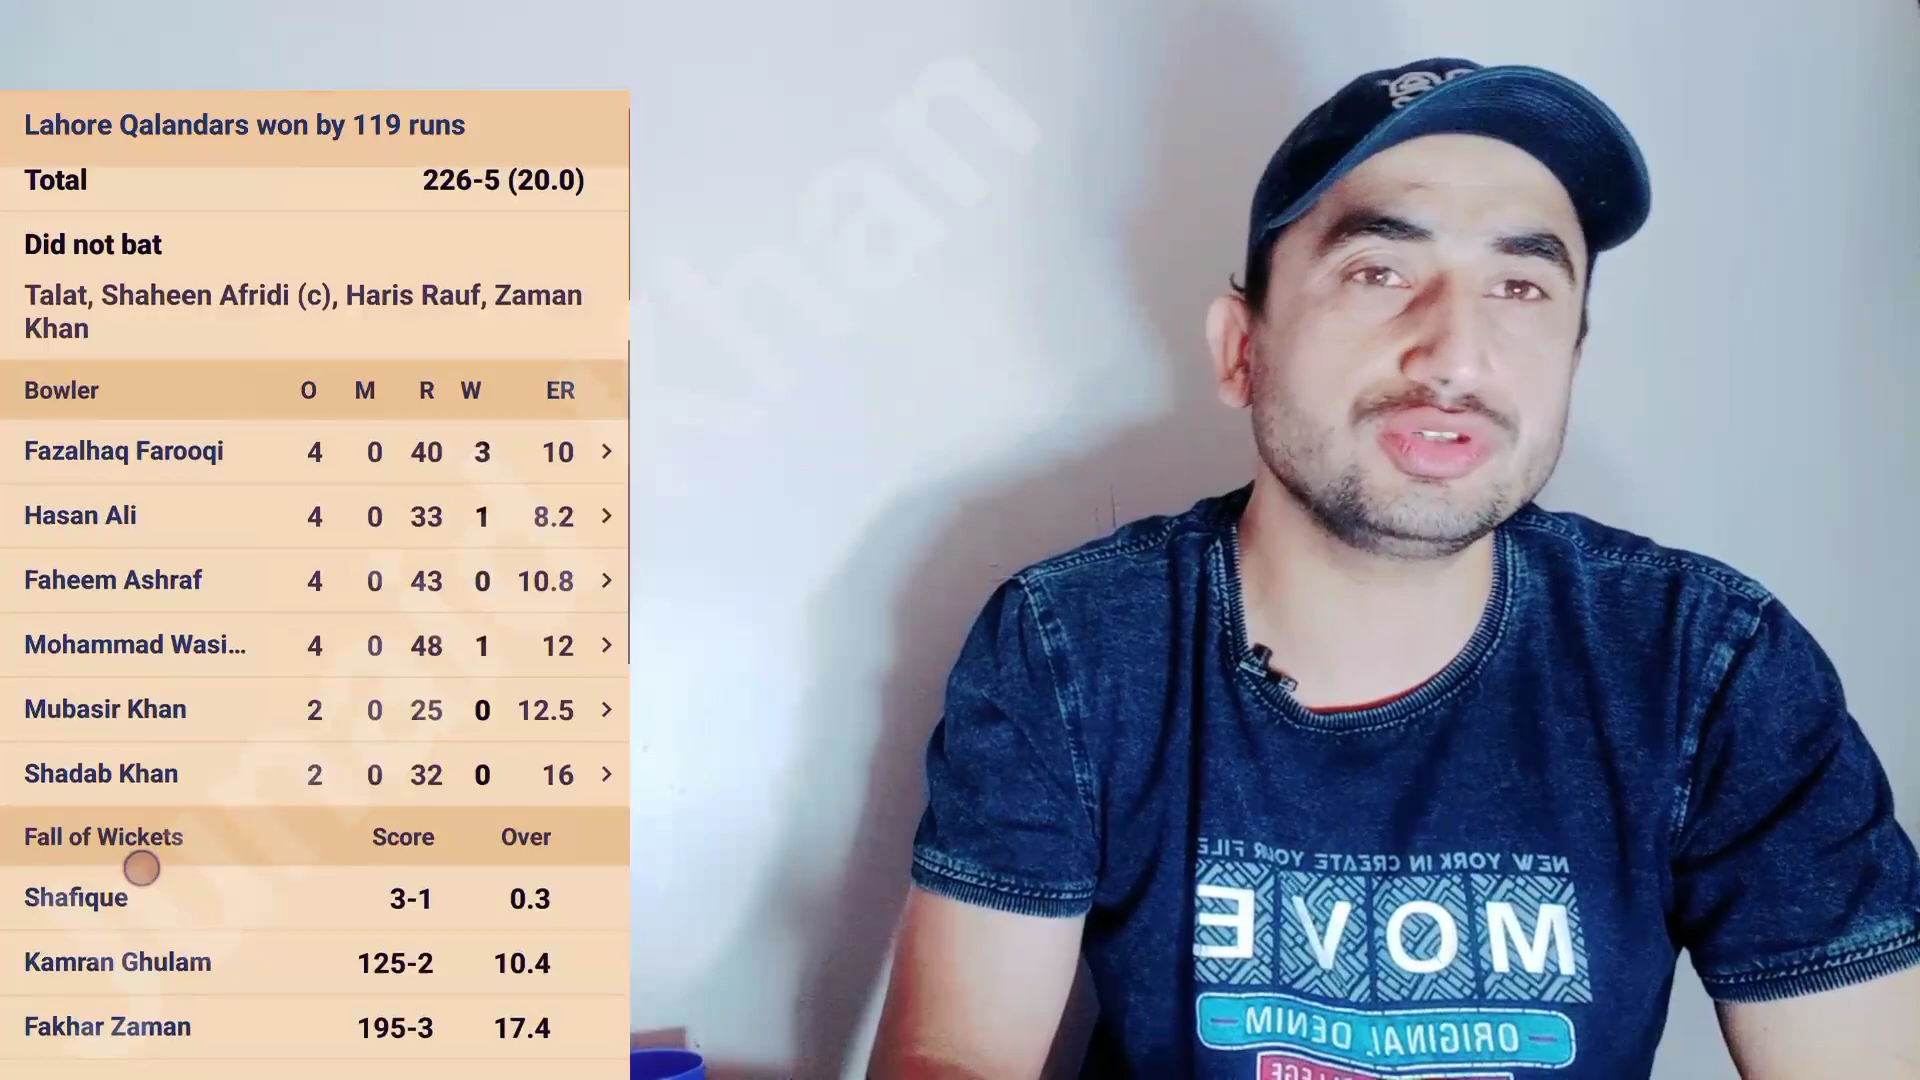 Lahore Qalandars won by 119 runs
Total 226-5 (20.0)
Did not bat
Talat, Shaheen Afridi (c), Haris Rauf, Zaman
Khan
Bowler O M R W ER
Fazalhaq Farooqi 4 0 40 3 10
Hasan Ali 4 0 33 1 8.2
Faheem Ashraf 4 0 43 0 10.8
Mohammad Wasi... 4 0 48 1 12
Mubasir Khan 2 0 25 0 12.5
Shadab Khan 2 0 32 0 16
Fall of Wickets Score Over
Shafique 3-1 0.3
Kamran Ghulam 125-2 10.4
Fakhar Zaman 195-3 17.4
Junaid Khan
NEW YORK IN CREATE YOUR FILE
MOVE
ORIGINAL DENIM